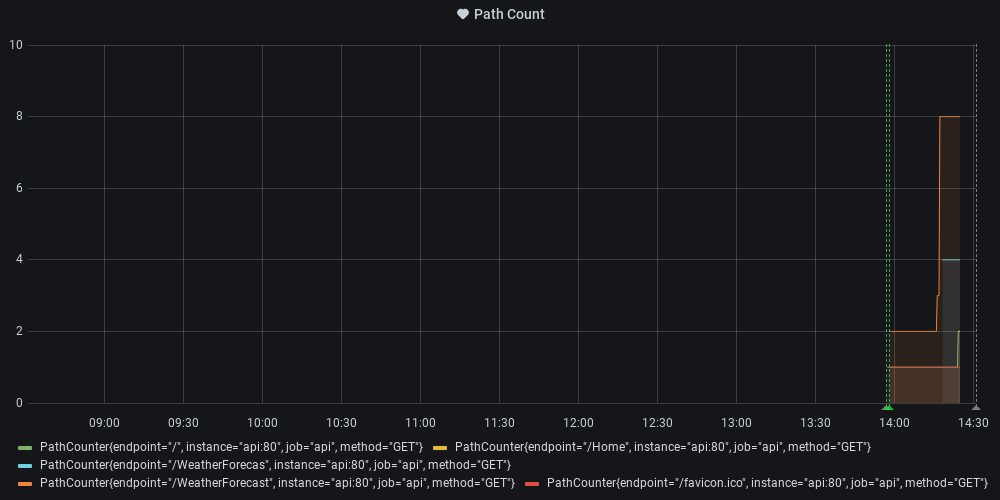 Path Count
10
8
6
4
2
0
09:00 09:30 10:00 10:30 11:00 11:30 12:00 12:30 13:00 13:30 14:00 14:30
PathCounter{endpoint="/", instance="api:80", job="api", method="GET"} PathCounter{endpoint="/Home", instance="api:80", job="api", method="GET"}
PathCounter{endpoint="/WeatherForecas", instance="api:80", job="api", method="GET"}
PathCounter{endpoint="/WeatherForecast", instance="api:80", job="api", method="GET"} PathCounter{endpoint="/favicon.ico", instance="api:80", job="api", method="GET"}